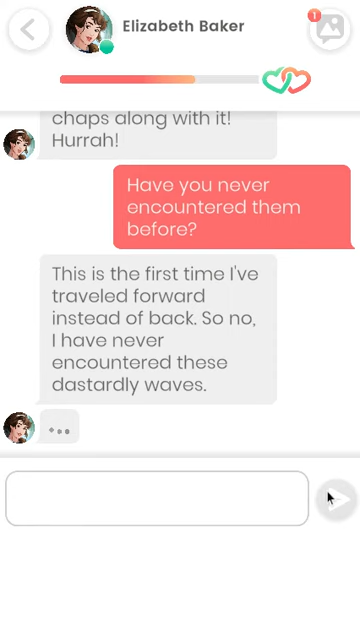 Elizabeth Baker
1
chaps along with it!
Hurrah!
Have you never
encountered them
before?
This is the first time I've
traveled forward
instead of back. So no,
I have never
encountered these
dastardly waves.
...